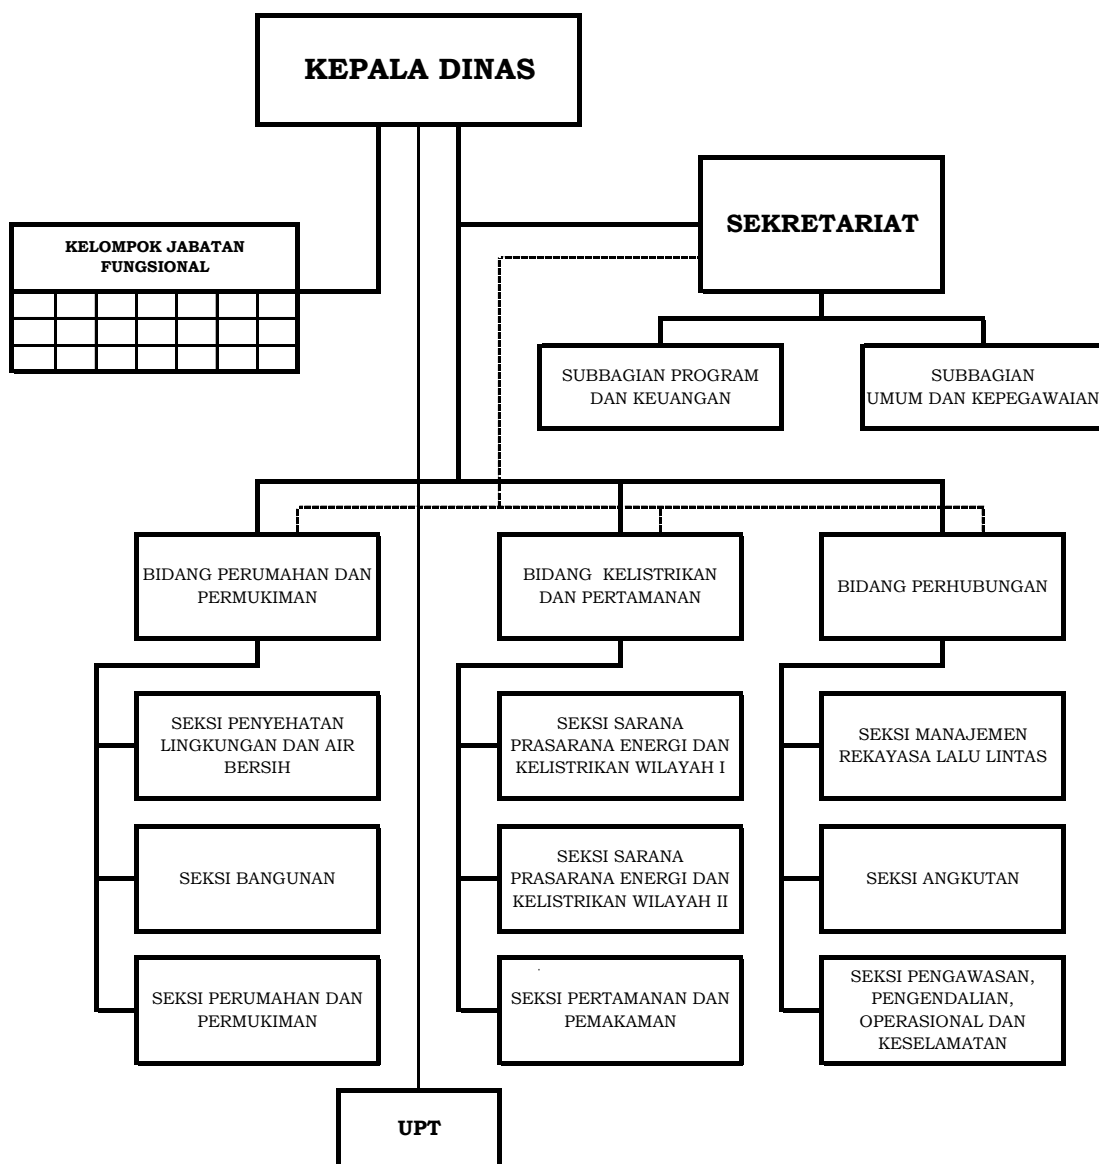 KEPALA DINAS
SEKRETARIAT
KELOMPOK JABATAN
FUNGSIONAL
SUBBAGIAN PROGRAM
DAN KEUANGAN
SUBBAGIAN
UMUM DAN KEPEGAWAIAN
BIDANG PERUMAHAN DAN
PERMUKIMAN
BIDANG KELISTRIKAN
DAN PERTAMANAN
BIDANG PERHUBUNGAN
SEKSI PENYEHATAN
LINGKUNGAN DAN AIR
BERSIH
SEKSI SARANA
PRASARANA ENERGI DAN
KELISTRIKAN WILAYAH I
SEKSI MANAJEMEN
REKAYASA LALU LINTAS
SEKSI BANGUNAN
SEKSI SARANA
PRASARANA ENERGI DAN
KELISTRIKAN WILAYAH II
SEKSI ANGKUTAN
SEKSI PERUMAHAN DAN
PERMUKIMAN
SEKSI PERTAMANAN DAN
PEMAKAMAN
SEKSI PENGAWASAN,
PENGENDALIAN,
OPERASIONAL DAN
KESELAMATAN
UPT